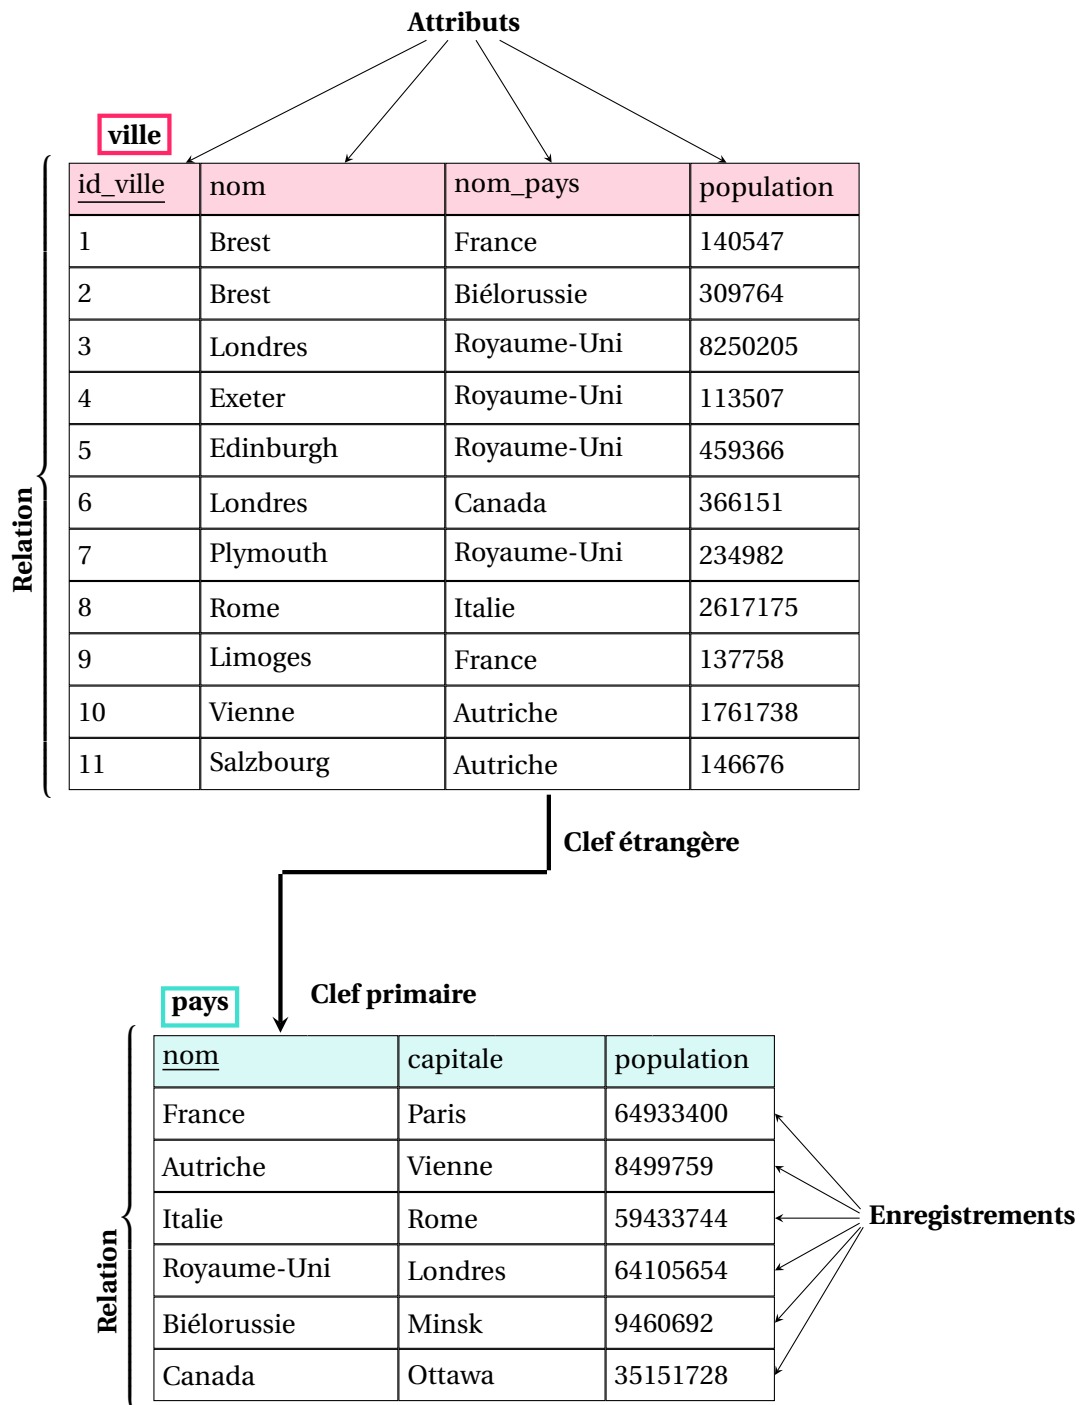 Attributs
ville
id_ville nom nom_pays population
1 Brest France 140547
2 Brest Biélorussie 309764
3 Londres Royaume-Uni 8250205
4 Exeter Royaume-Uni 113507
5 Edinburgh Royaume-Uni 459366
6 Londres Canada 366151
7 Plymouth Royaume-Uni 234982
8 Rome Italie 2617175
9 Limoges France 137758
10 Vienne Autriche 1761738
11 Salzbourg Autriche 146676
Relation
Clef étrangère
Clef primaire
pays
nom capitale population
France Paris 64933400
Autriche Vienne 8499759
Italie Rome 59433744
Royaume-Uni Londres 64105654
Biélorussie Minsk 9460692
Canada Ottawa 35151728
Relation
Enregistrements